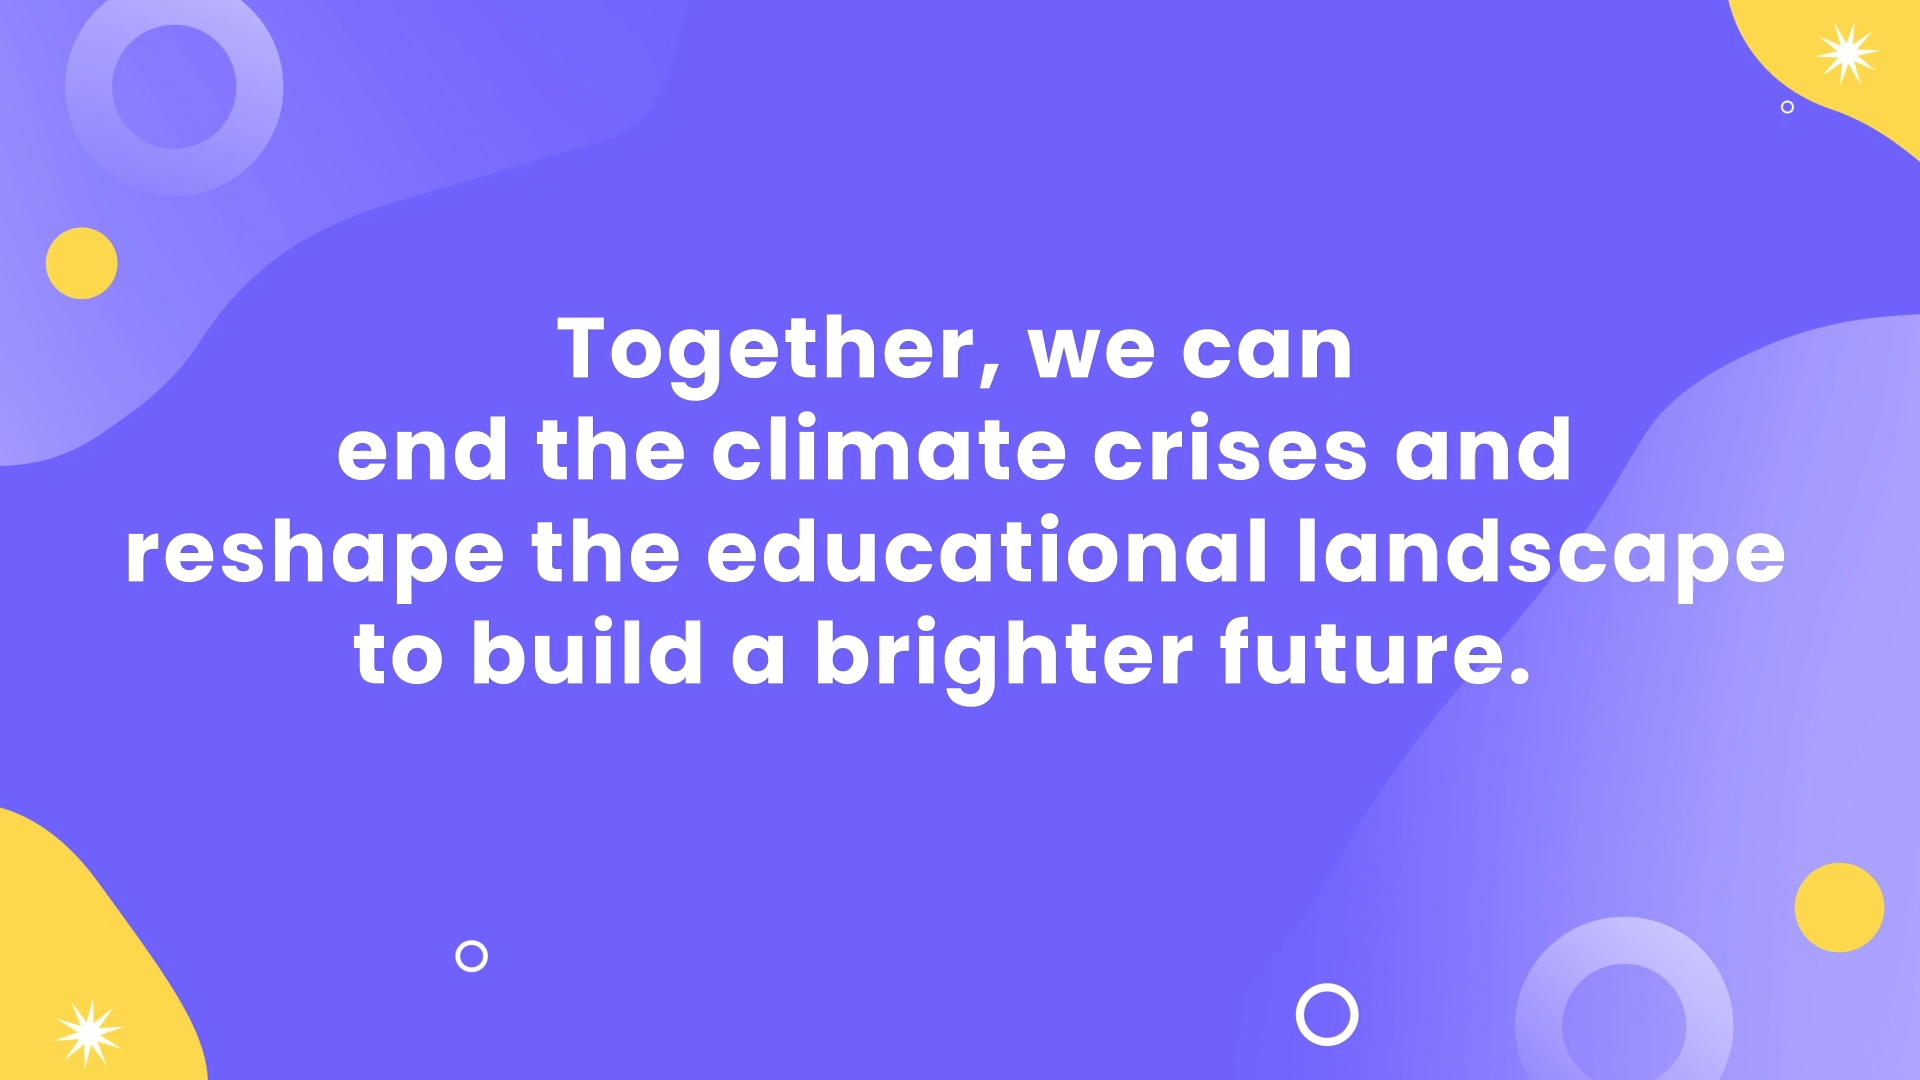 Together, we can
end the climate crises and
reshape the educational landscape
to build a brighter future.